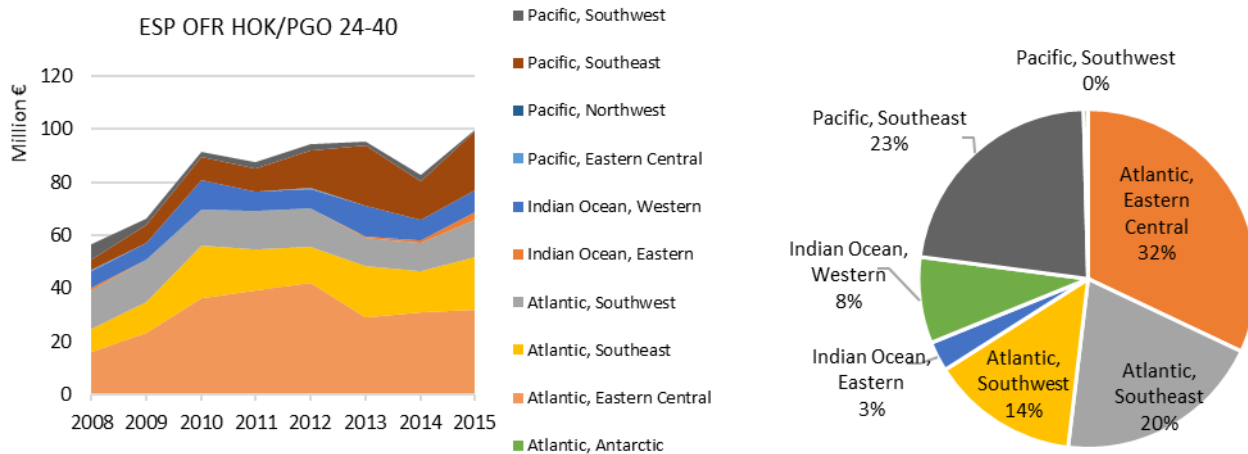 ESP OFR HOK/PGO 24-40
Million €
120
100
80
60
40
20
0
2008 2009 2010 2011 2012 2013 2014 2015
Pacific, Southwest
Pacific, Southeast
Pacific, Northwest
Pacific, Eastern Central
Indian Ocean, Western
Indian Ocean, Eastern
Atlantic, Southwest
Atlantic, Southeast
Atlantic, Eastern Central
Atlantic, Antarctic
Pacific, Southwest
0%
Pacific, Southeast
23%
Atlantic,
Eastern
Central
32%
Indian Ocean,
Western
8%
Indian Ocean,
Eastern
3%
Atlantic,
Southwest
14%
Atlantic,
Southeast
20%